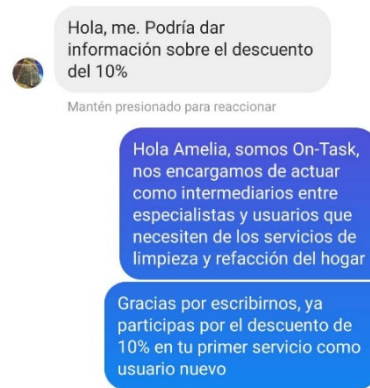 Hola, me. Podría dar
información sobre el descuento
del 10%
Mantén presionado para reaccionar
Hola Amelia, somos On-Task,
nos encargamos de actuar
como intermediarios entre
especialistas y usuarios que
necesiten de los servicios de
limpieza y refacción del hogar
Gracias por escribirnos, ya
participas por el descuento de
10% en tu primer servicio como
usuario nuevo